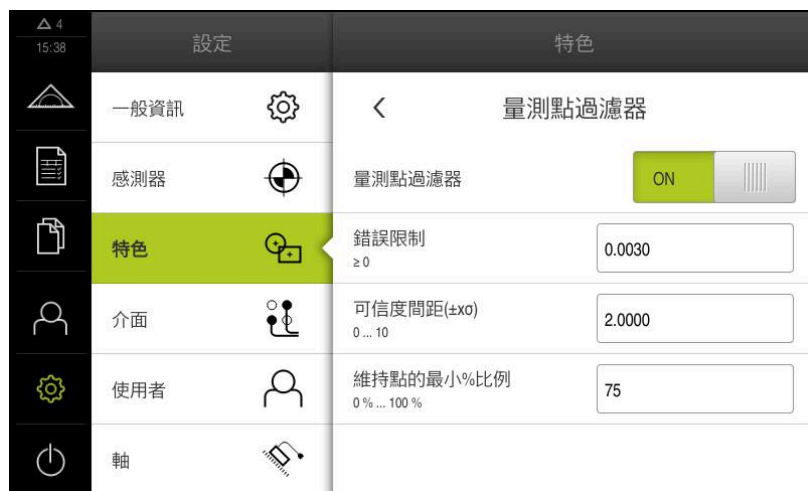 4
15:38
設定
特色
一般資訊
量測點過濾器
感測器
量測點過濾器
ON
特色
錯誤限制
≥ 0
0.0030
介面
可信度間距(±xσ)
0 ... 10
2.0000
使用者
維持點的最小%比例
0 % ... 100 %
75
軸